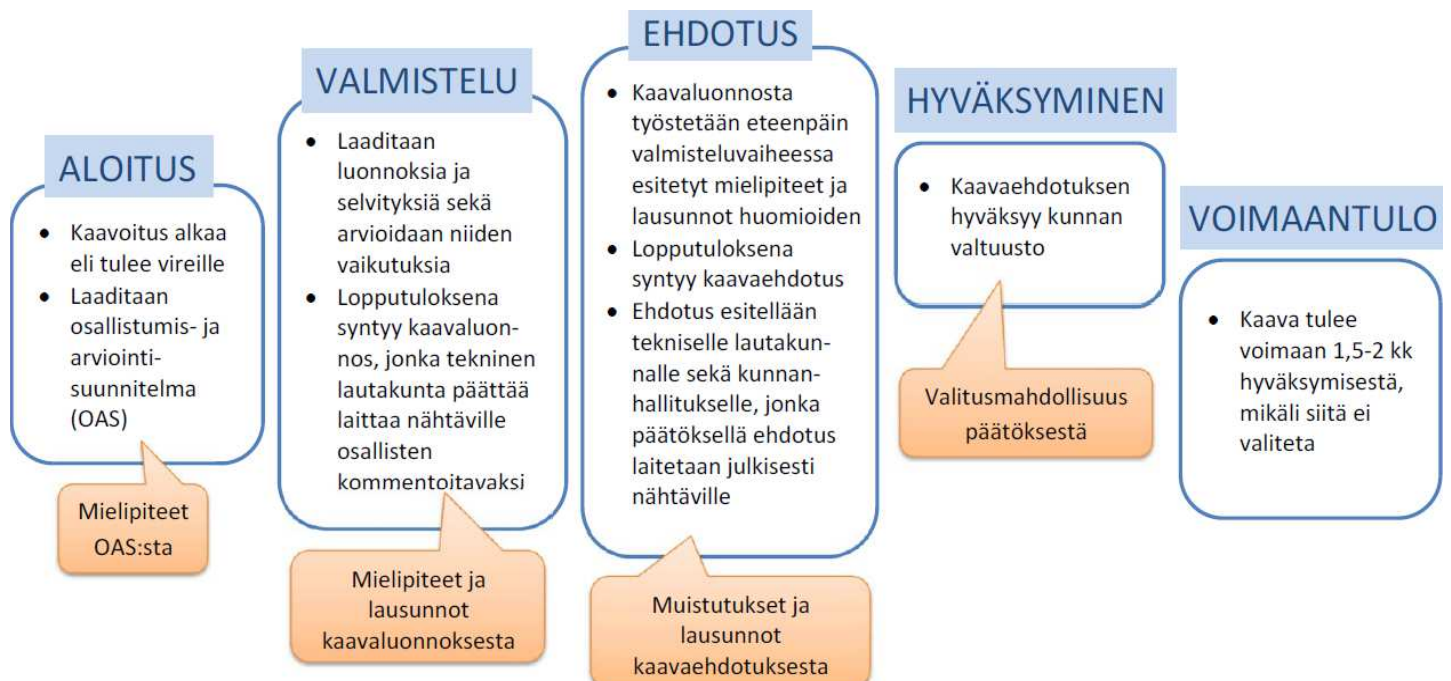 ALOITUS
• Kaavoitus alkaa
eli tulee vireille
• Laaditaan
osallistumis- ja
arviointi-
suunnitelma
(OAS)
Mielipiteet
OAS:sta
VALMISTELU
• Laaditaan
luonnoksia ja
selvityksiä sekä
arvioidaan niiden
vaikutuksia
• Lopputuloksena
syntyy kaavaluon-
nos, jonka tekninen
lautakunta päättää
laittaa nähtäville
osallisten
kommentoitavaksi
Mielipiteet ja
lausunnot
kaavaluonnoksesta
EHDOTUS
• Kaavaluonnosta
työstetään eteenpäin
valmisteluvaiheessa
esitetyt mielipiteet ja
lausunnot huomioiden
• Lopputuloksena
syntyy kaavaehdotus
• Ehdotus esitellään
tekniselle lautakun-
nalle sekä kunnan-
hallitukselle, jonka
päätöksellä ehdotus
laitetaan julkisesti
nähtäville
Muistutukset ja
lausunnot
kaavaehdotuksesta
HYVÄKSYMINEN
• Kaavaehdotuksen
hyväksyy kunnan
valtuusto
Valitusmahdollisuus
päätöksestä
VOIMAANTULO
• Kaava tulee
voimaan 1,5-2 kk
hyväksymisestä,
mikäli siitä ei
valiteta